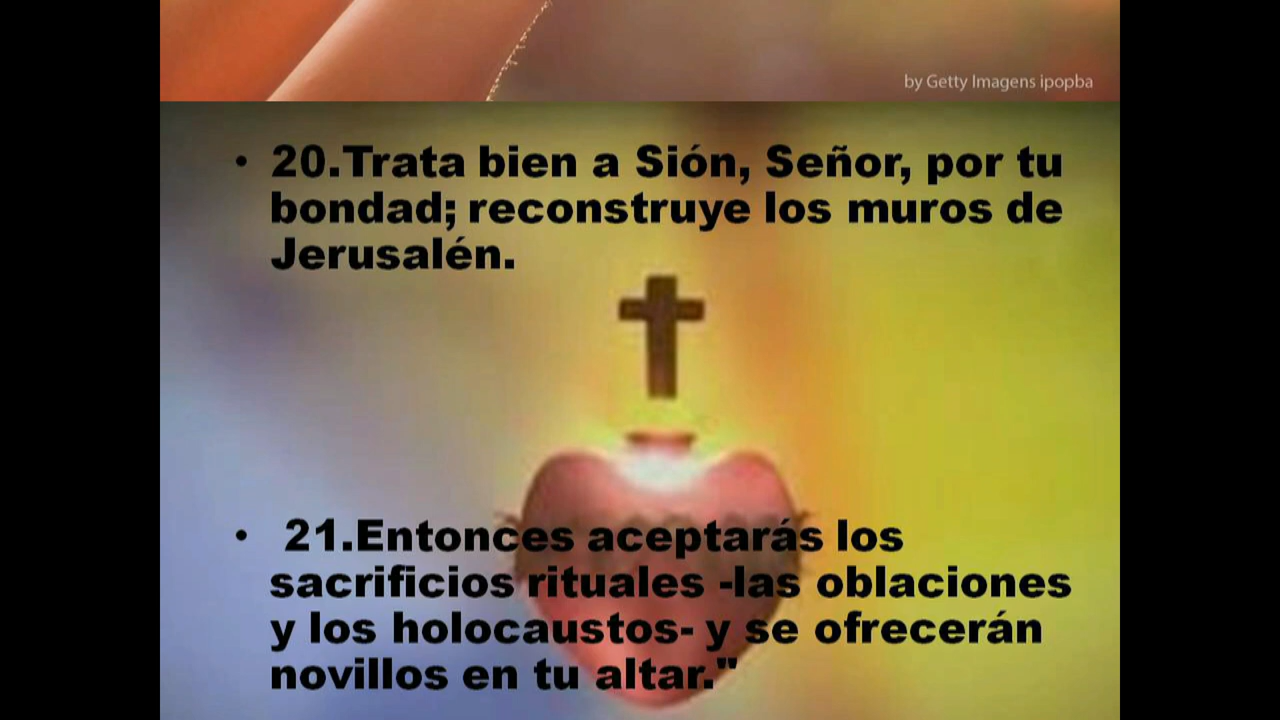 by Getty Imagens ipopba
• 20.Trata bien a Sión, Señor, por tu
bondad; reconstruye los muros de
Jerusalén.
• 21.Entonces aceptarás los
sacrificios rituales -las oblaciones
y los holocaustos- y se ofrecerán
novillos en tu altar."